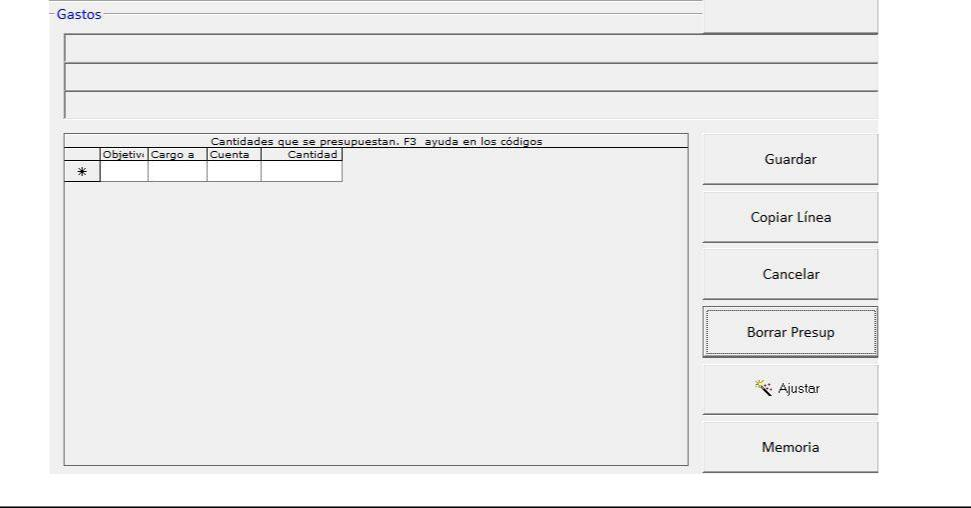 Gastos
Cantidades que se presupuestan. F3 ayuda en los códigos
Objetiv Cargo a Cuenta Cantidad
*
Guardar
Copiar Línea
Cancelar
Borrar Presup
Ajustar
Memoria